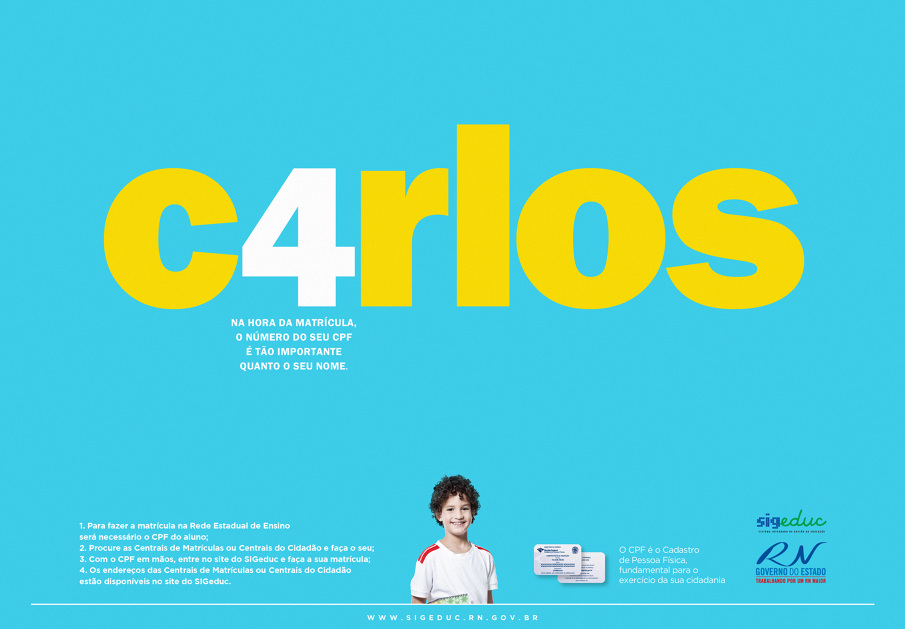 c4rlos
NA HORA DA MATRÍCULA,
O NÚMERO DO SEU CPF
É TÃO IMPORTANTE
QUANTO O SEU NOME.
1. Para fazer a matrícula na Rede Estadual de Ensino
será necessário o CPF do aluno;
2. Procure as Centrais de Matrículas ou Centrais do Cidadão e faça o seu;
3. Com o CPF em mãos, entre no site do SIGeduc e faça a sua matrícula;
4. Os endereços das Centrais de Matrículas ou Centrais do Cidadão
estão disponíveis no site do SIGeduc.
O CPF é o Cadastro
de Pessoa Física,
fundamental para o
exercício da sua cidadania
sigeduc
RN
GOVERNO DO ESTADO
TRABALHANDO POR UM RN MAIOR
WWW.SIGEDUC.RN.GOV.BR